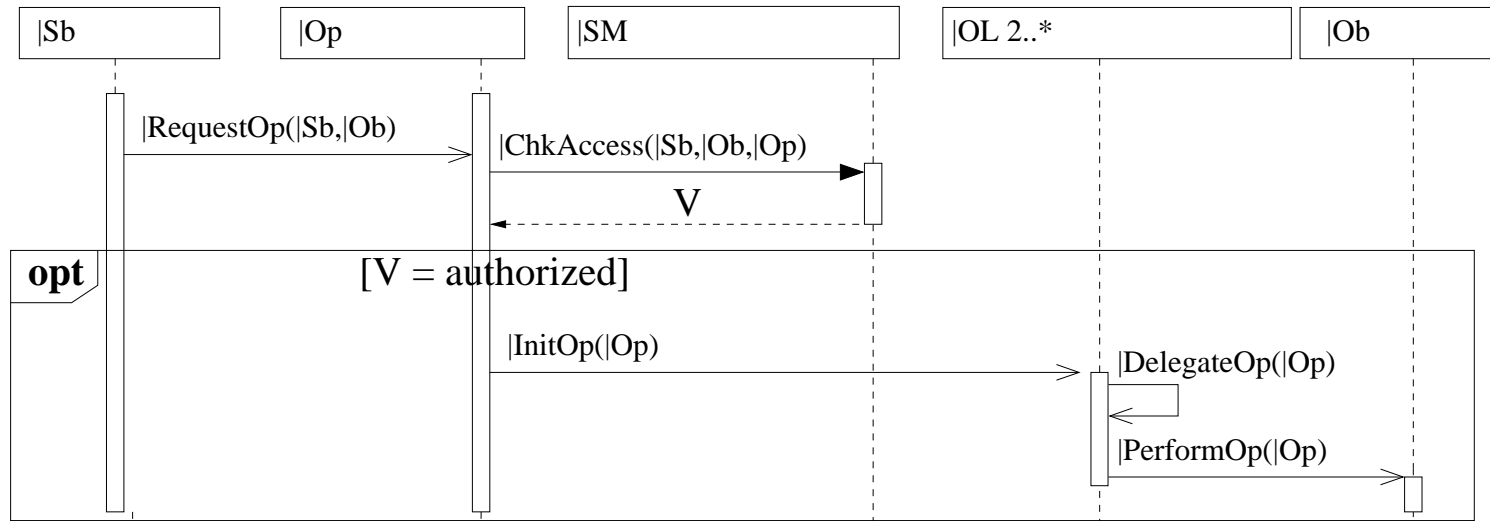 |Sb
|Op
|SM
|OL 2..*
|Ob
|RequestOp(|Sb,|Ob)
|ChkAccess(|Sb,|Ob,|Op)
V
opt
[V = authorized]
|InitOp(|Op)
|DelegateOp(|Op)
|PerformOp(|Op)